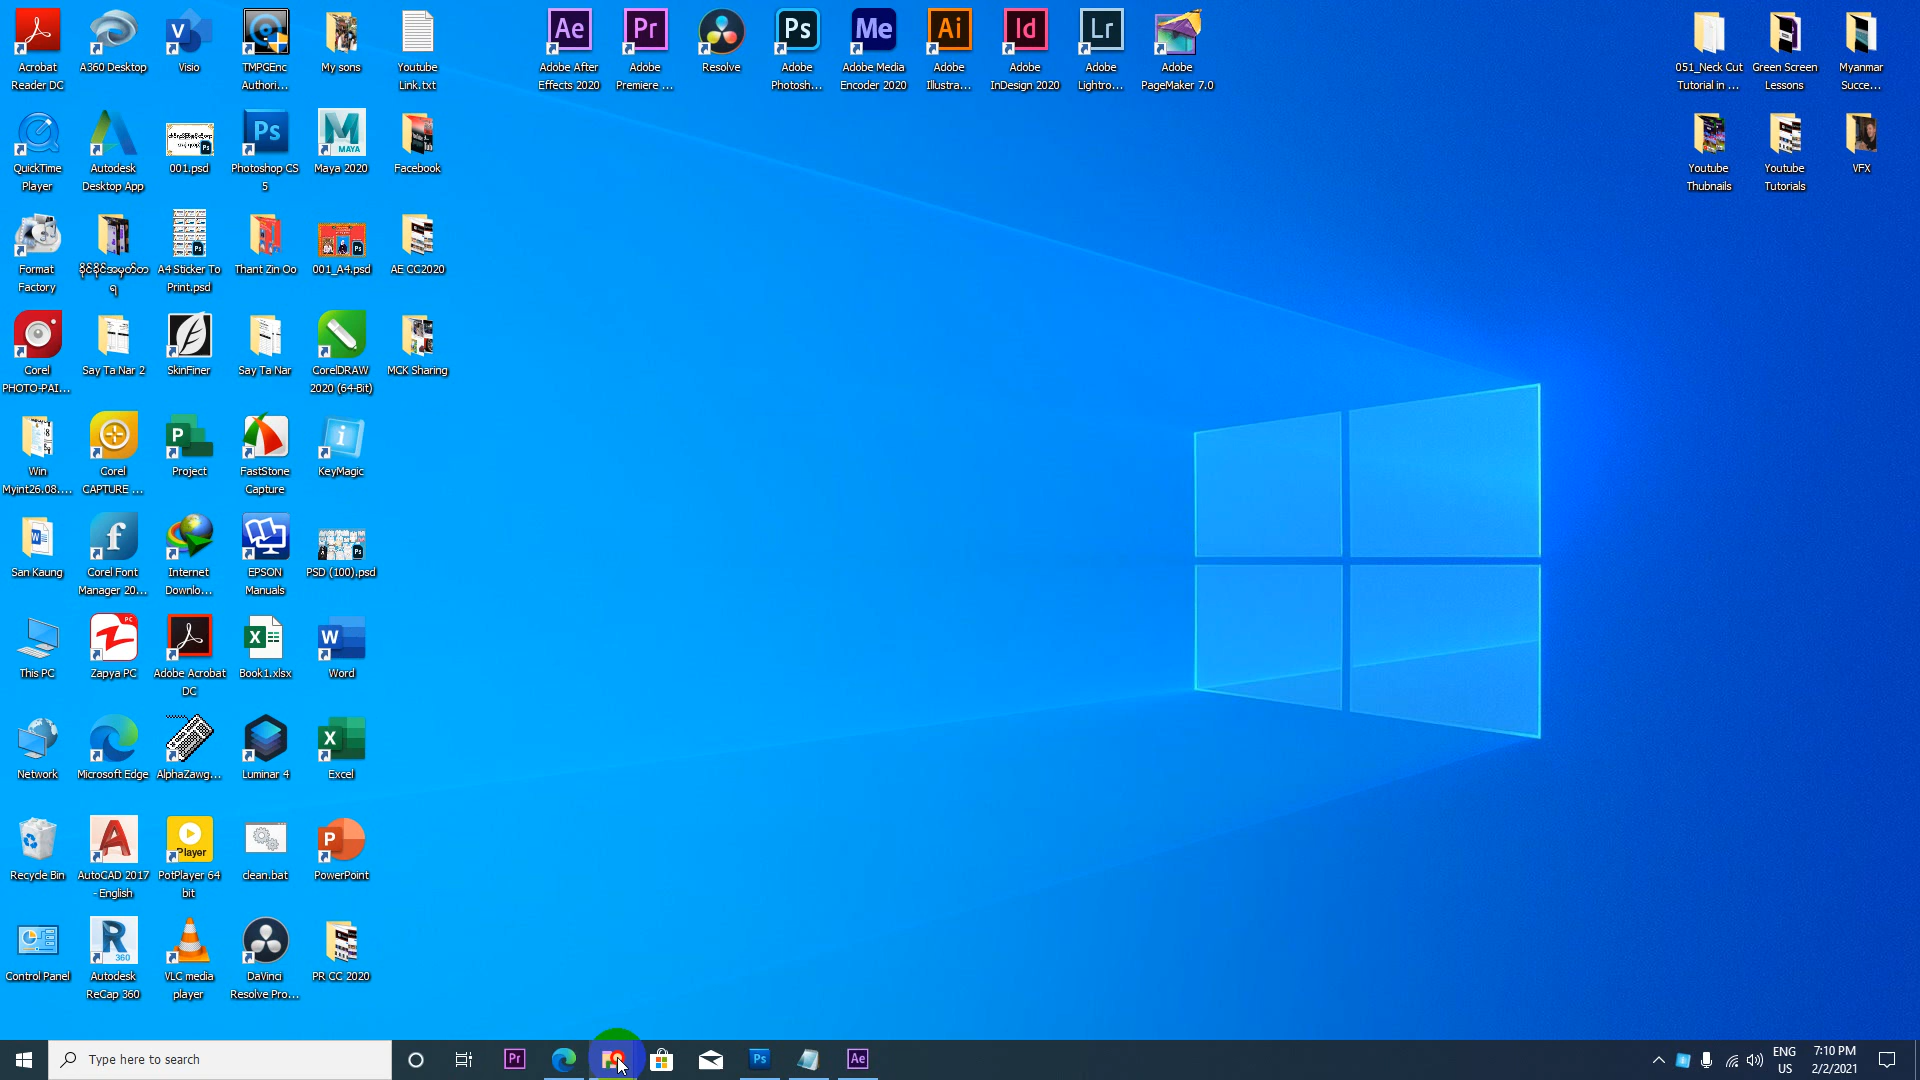 Acrobat
Reader DC
A360 Desktop
Visio
TMPGEnc
Authori...
My sons
Youtube
Link.txt
Adobe After
Effects 2020
Adobe
Premiere ...
Resolve
Adobe
Photosh...
Adobe Media
Encoder 2020
Adobe
Illustra...
Adobe
InDesign 2020
Adobe
Lightro...
Adobe
PageMaker 7.0
051_Neck Cut
Tutorial in ...
Green Screen
Lessons
Myanmar
Succe...
QuickTime
Player
Autodesk
Desktop App
001.psd
Photoshop CS
5
Maya 2020
Facebook
Youtube
Thubnails
Youtube
Tutorials
VFX
Format
Factory
A4 Sticker To
Print.psd
Thant Zin Oo
001_A4.psd
AE CC2020
Corel
PHOTO-PAI...
Say Ta Nar 2
SkinFiner
Say Ta Nar
CorelDRAW
2020 (64-Bit)
MCK Sharing
Win
Myint26.08....
Corel
CAPTURE ...
Project
FastStone
Capture
KeyMagic
San Kaung
Corel Font
Manager 20...
Internet
Downlo...
EPSON
Manuals
PSD (100).psd
This PC
Zapya PC
Adobe Acrobat
DC
Book1.xlsx
Word
Network
Microsoft Edge
AlphaZawg...
Luminar 4
Excel
Recycle Bin
AutoCAD 2017
- English
PotPlayer 64
bit
clean.bat
PowerPoint
Control Panel
Autodesk
ReCap 360
VLC media
player
DaVinci
Resolve Pro...
PR CC 2020
Type here to search
ENG
US
7:10 PM
2/2/2021